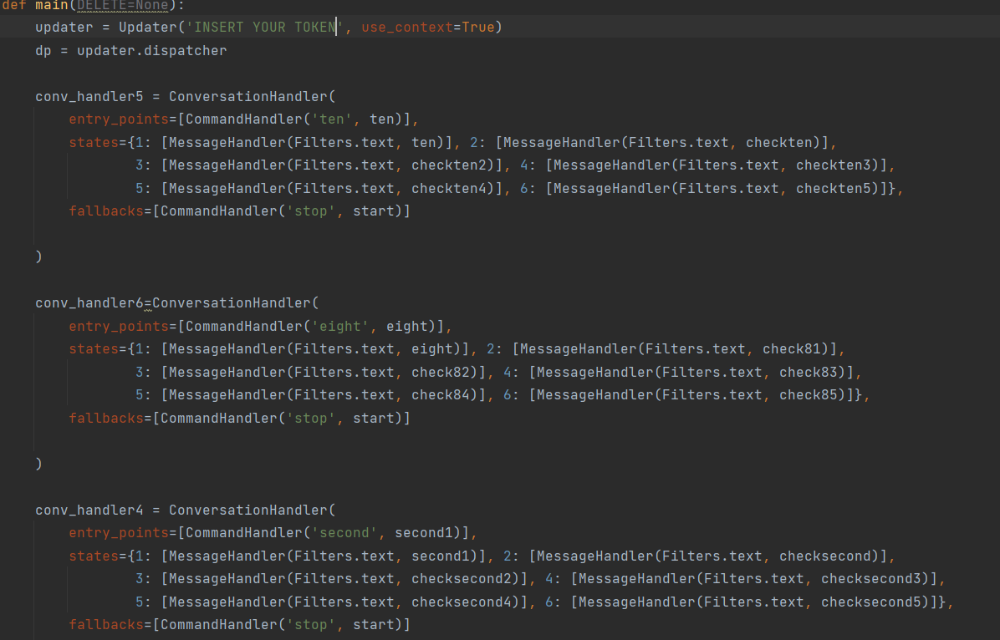 def main(DELETE=None):
    updater = Updater('INSERT YOUR TOKEN', use_context=True)
    dp = updater.dispatcher
    conv_handler5 = ConversationHandler(
        entry_points=[CommandHandler('ten', ten)],
        states={1: [MessageHandler(Filters.text, ten)], 2: [MessageHandler(Filters.text, checkten)],
                3: [MessageHandler(Filters.text, checkten2)], 4: [MessageHandler(Filters.text, checkten3)],
                5: [MessageHandler(Filters.text, checkten4)], 6: [MessageHandler(Filters.text, checkten5)]},
        fallbacks=[CommandHandler('stop', start)]
    )
    conv_handler6=ConversationHandler(
        entry_points=[CommandHandler('eight', eight)],
        states={1: [MessageHandler(Filters.text, eight)], 2: [MessageHandler(Filters.text, check81)],
                3: [MessageHandler(Filters.text, check82)], 4: [MessageHandler(Filters.text, check83)],
                5: [MessageHandler(Filters.text, check84)], 6: [MessageHandler(Filters.text, check85)]},
        fallbacks=[CommandHandler('stop', start)]
    )
    conv_handler4 = ConversationHandler(
        entry_points=[CommandHandler('second', second1)],
        states={1: [MessageHandler(Filters.text, second1)], 2: [MessageHandler(Filters.text, checksecond)],
                3: [MessageHandler(Filters.text, checksecond2)], 4: [MessageHandler(Filters.text, checksecond3)],
                5: [MessageHandler(Filters.text, checksecond4)], 6: [MessageHandler(Filters.text, checksecond5)]},
        fallbacks=[CommandHandler('stop', start)]